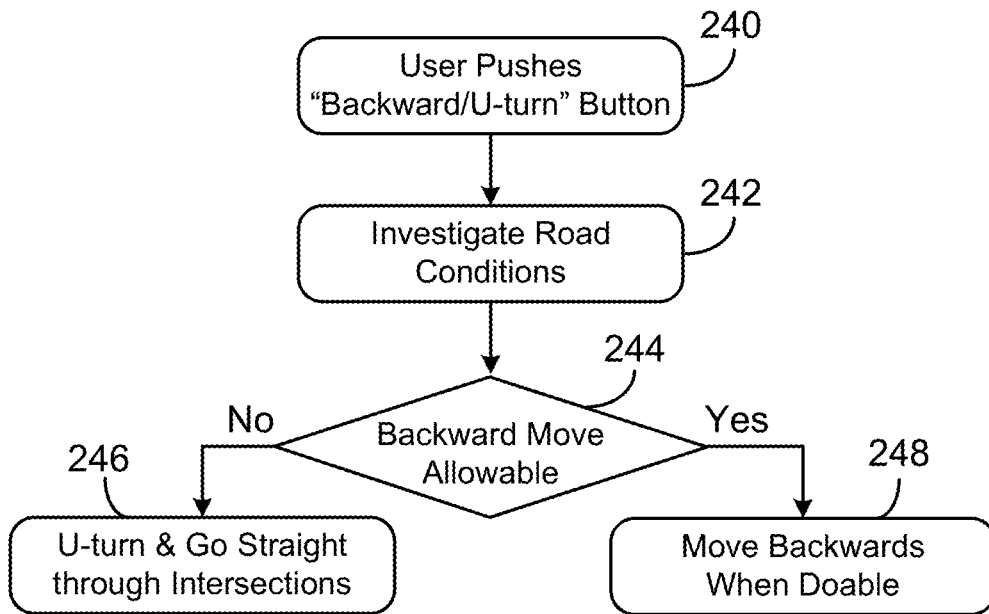 240
User Pushes
“Backward/U-turn” Button
242
Investigate Road
Conditions
244
Backward Move
Allowable
No
Yes
246
U-turn & Go Straight
through Intersections
248
Move Backwards
When Doable